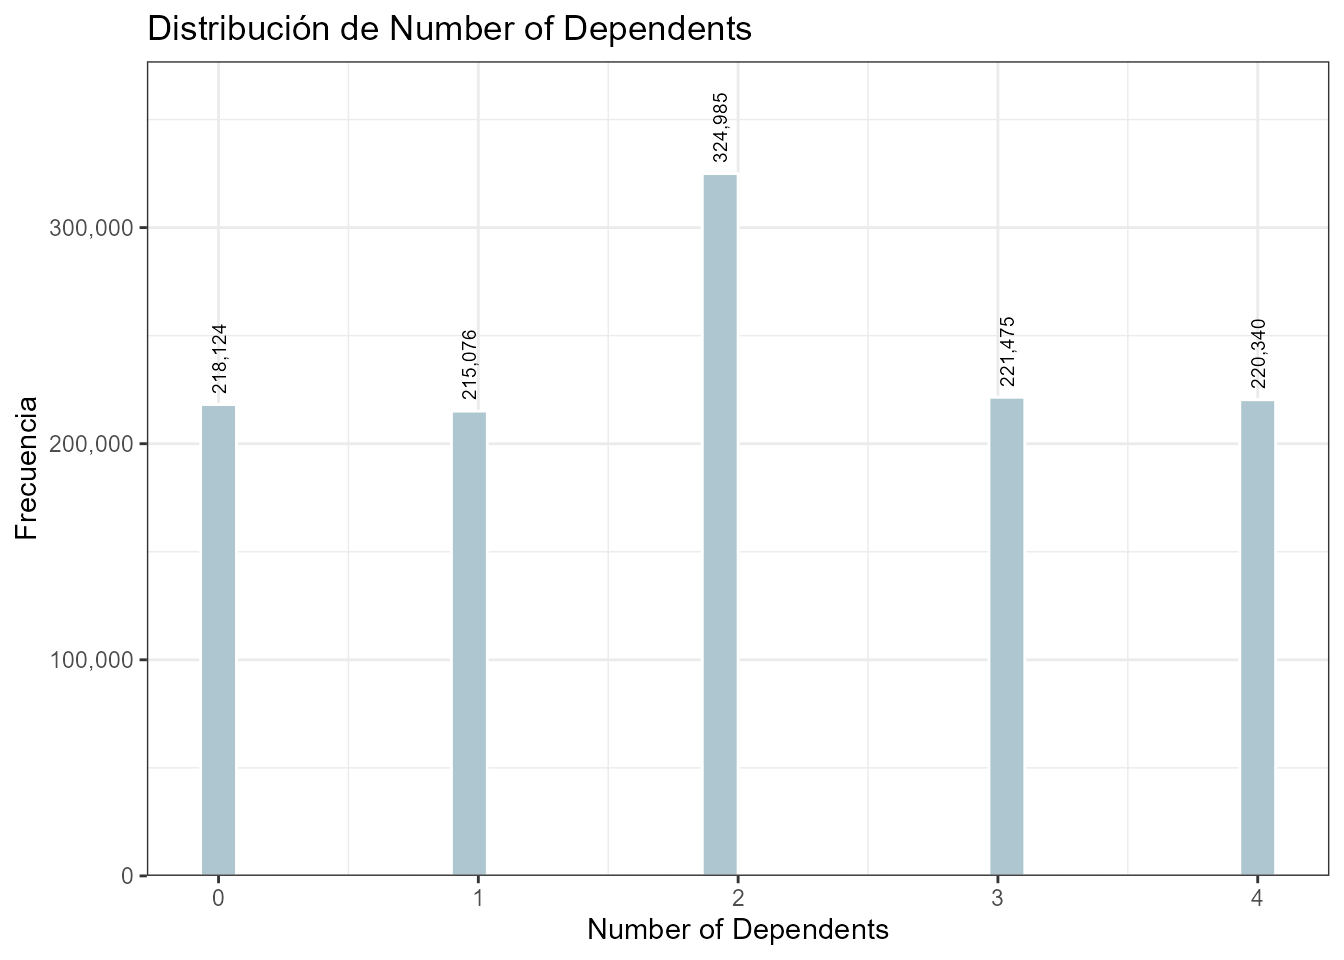 Distribución de Number of Dependents
324,985
300,000
218,124
215,076
221,475
220,340
Frecuencia
200,000
100,000
0
0 1 2 3 4
Number of Dependents